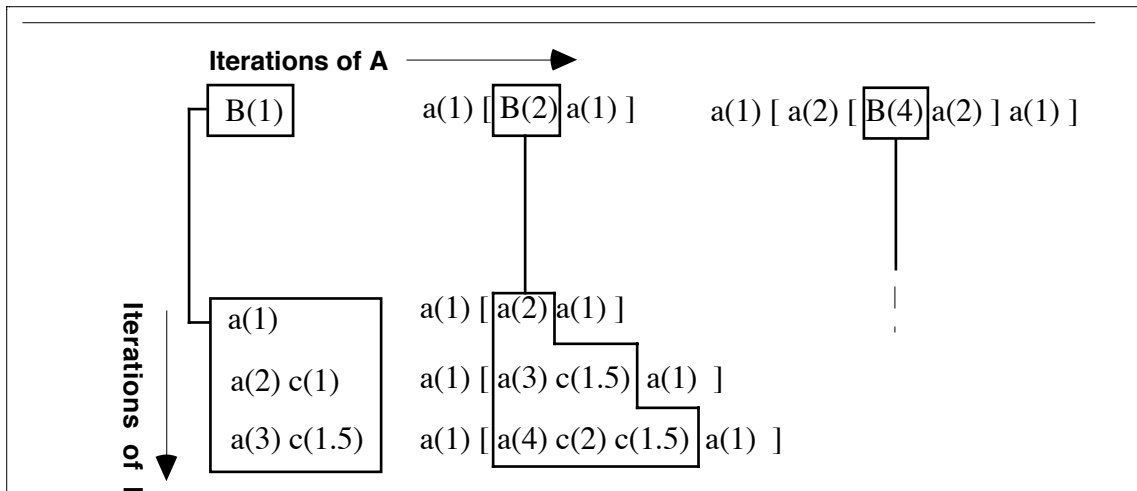 Iterations of A
B(1) a(1) [ B(2) a(1) ] a(1) [ a(2) [ B(4) a(2) ] a(1) ]
a(1) a(1) [ a(2) a(1) ]
a(2) c(1) a(1) [ a(3) c(1.5) a(1) ]
a(3) c(1.5) a(1) [ a(4) c(2) c(1.5) a(1) ]
Iterations of